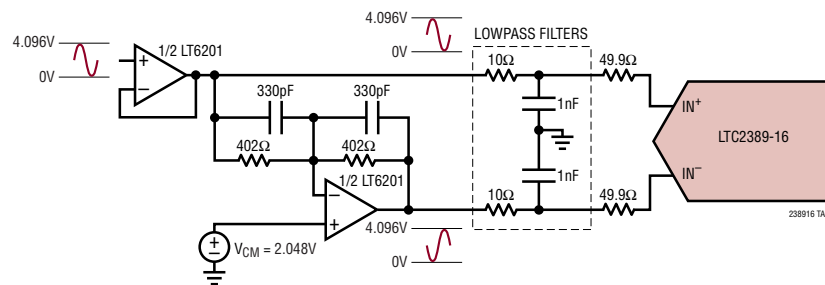 4.096V
0V
1/2 LT6201
+
–
4.096V
0V
LOWPASS FILTERS
10Ω
49.9Ω
330pF
330pF
1nF
IN+
LTC2389-16
402Ω
402Ω
1/2 LT6201
–
+
1nF
IN–
10Ω
49.9Ω
238916 TA
+
–
VCM = 2.048V
4.096V
0V